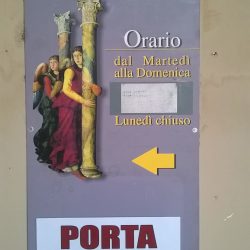 Orario
dal Martedì
alla Domenica
Lunedì chiuso
PORTA